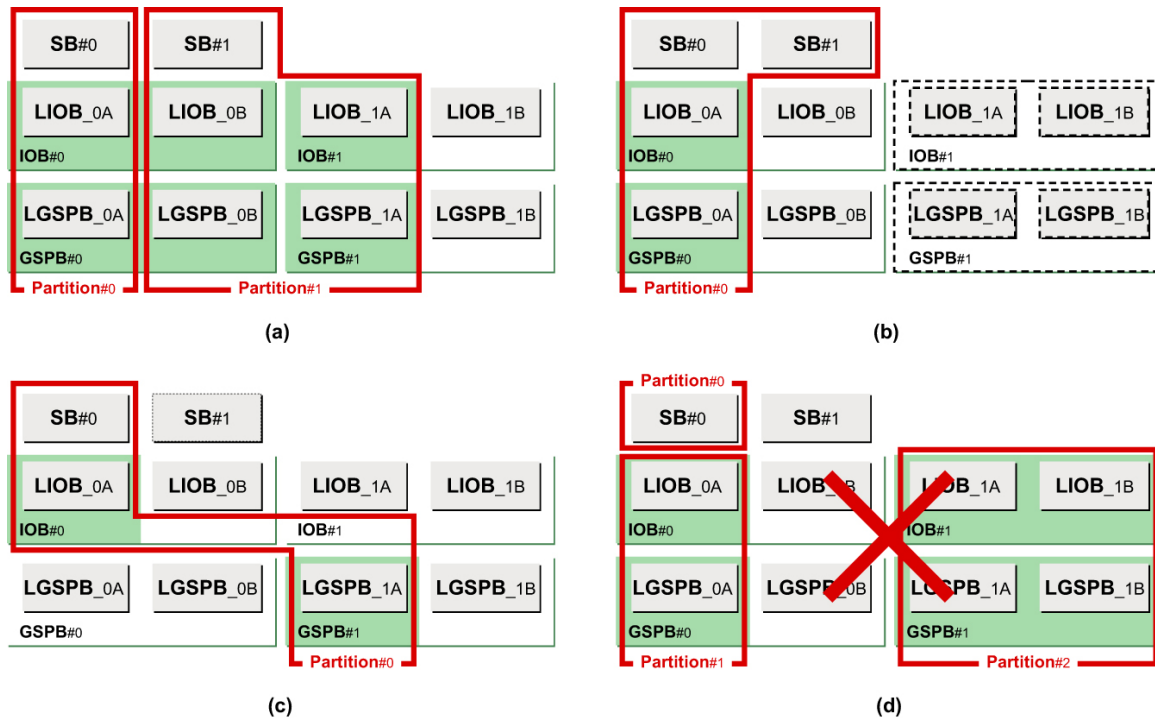 SB#0
SB#1
LIOB_0A
LIOB_0B
LIOB_1A
LIOB_1B
IOB#0
IOB#1
LGSPB_0A
LGSPB_0B
LGSPB_1A
LGSPB_1B
GSPB#0
GSPB#1
Partition#0
Partition#1
(a)
SB#0
SB#1
LIOB_0A
LIOB_0B
LIOB_1A
LIOB_1B
IOB#0
IOB#1
LGSPB_0A
LGSPB_0B
LGSPB_1A
LGSPB_1B
GSPB#0
GSPB#1
Partition#0
(b)
SB#0
SB#1
LIOB_0A
LIOB_0B
LIOB_1A
LIOB_1B
IOB#0
IOB#1
LGSPB_0A
LGSPB_0B
LGSPB_1A
LGSPB_1B
GSPB#0
GSPB#1
Partition#0
(c)
Partition#0
SB#0
SB#1
LIOB_0A
LIOB_0B
LIOB_1A
LIOB_1B
IOB#0
IOB#1
LGSPB_0A
LGSPB_0B
LGSPB_1A
LGSPB_1B
GSPB#0
GSPB#1
Partition#1
Partition#2
(d)